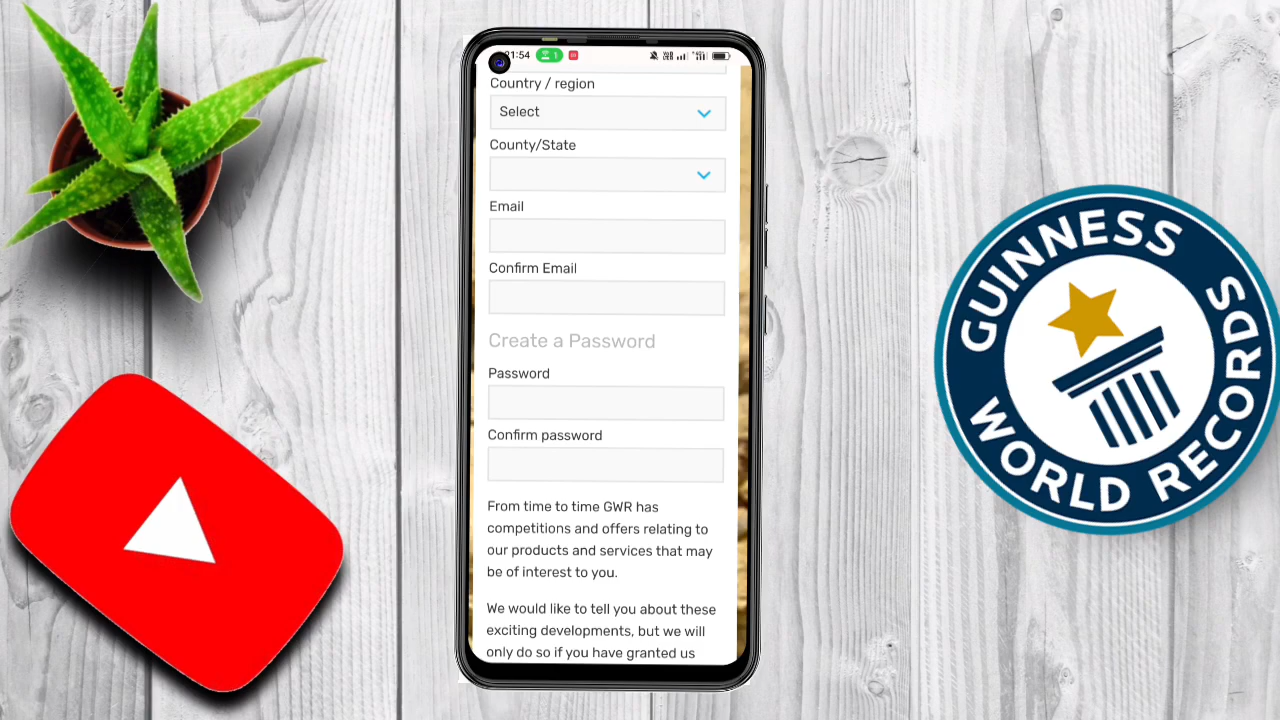 21:54
1
Country / region
Select
County/State
Email
Confirm Email
Create a Password
Password
Confirm password
From time to time GWR has
competitions and offers relating to
our products and services that may
be of interest to you.
We would like to tell you about these
exciting developments, but we will
only do so if you have granted us
GUINNESS
WORLD RECORDS